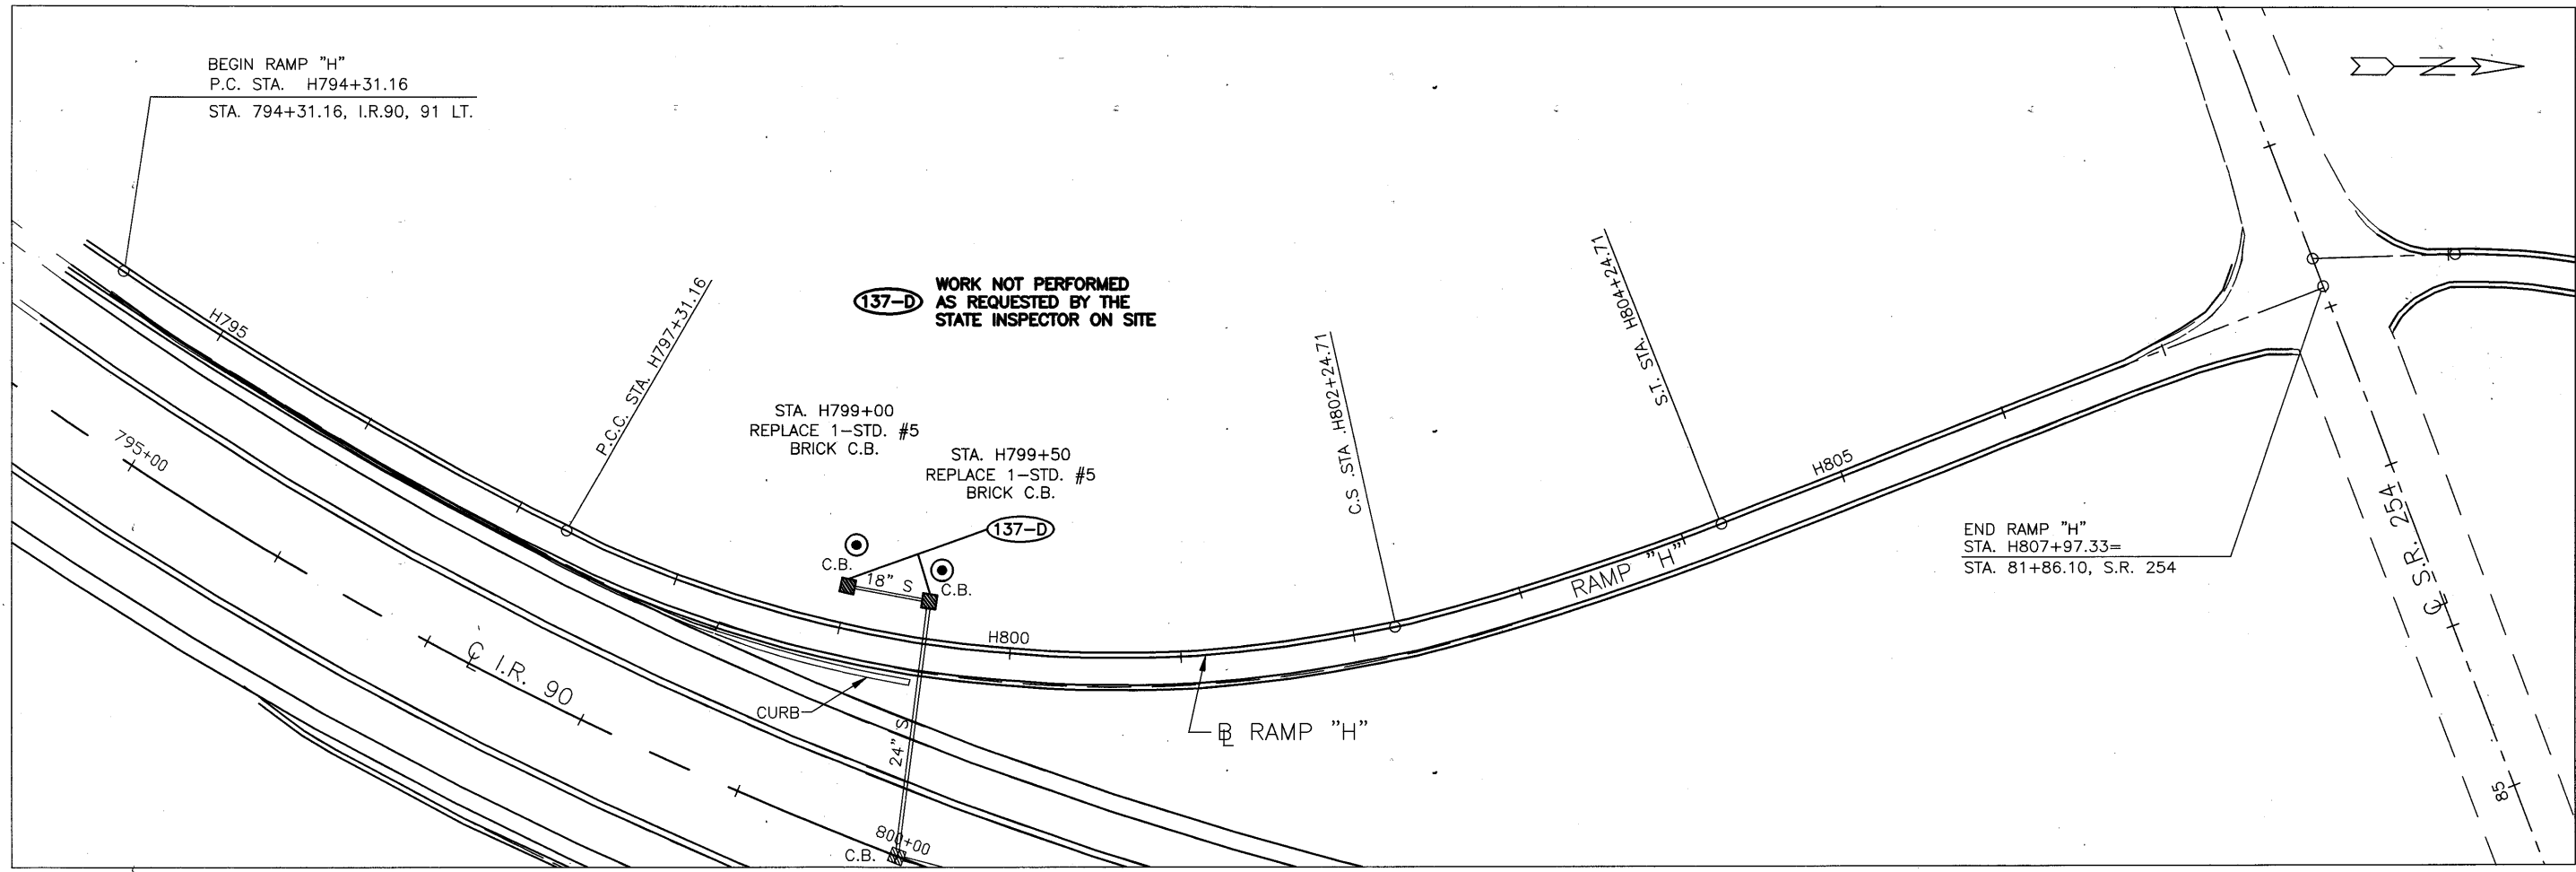 BEGIN RAMP "H"
P.C. STA. H794+31.16
STA. 794+31.16, I.R.90, 91 LT.
N
H795
P.C.C. STA. H797+31.16
137-D
WORK NOT PERFORMED
AS REQUESTED BY THE
STATE INSPECTOR ON SITE
C.S .STA .H802+24.71
S.T. STA. H804+24.71
STA. H799+00
REPLACE 1-STD. #5
BRICK C.B.
STA. H799+50
REPLACE 1-STD. #5
BRICK C.B.
795+00
H805
137-D
C.B.
18" S
C.B.
RAMP "H"
END RAMP "H"
STA. H807+97.33=
STA. 81+86.10, S.R. 254
℄ S.R. 254
H800
℄ I.R. 90
CURB
24" S
B͟L RAMP "H"
85
800+00
C.B.